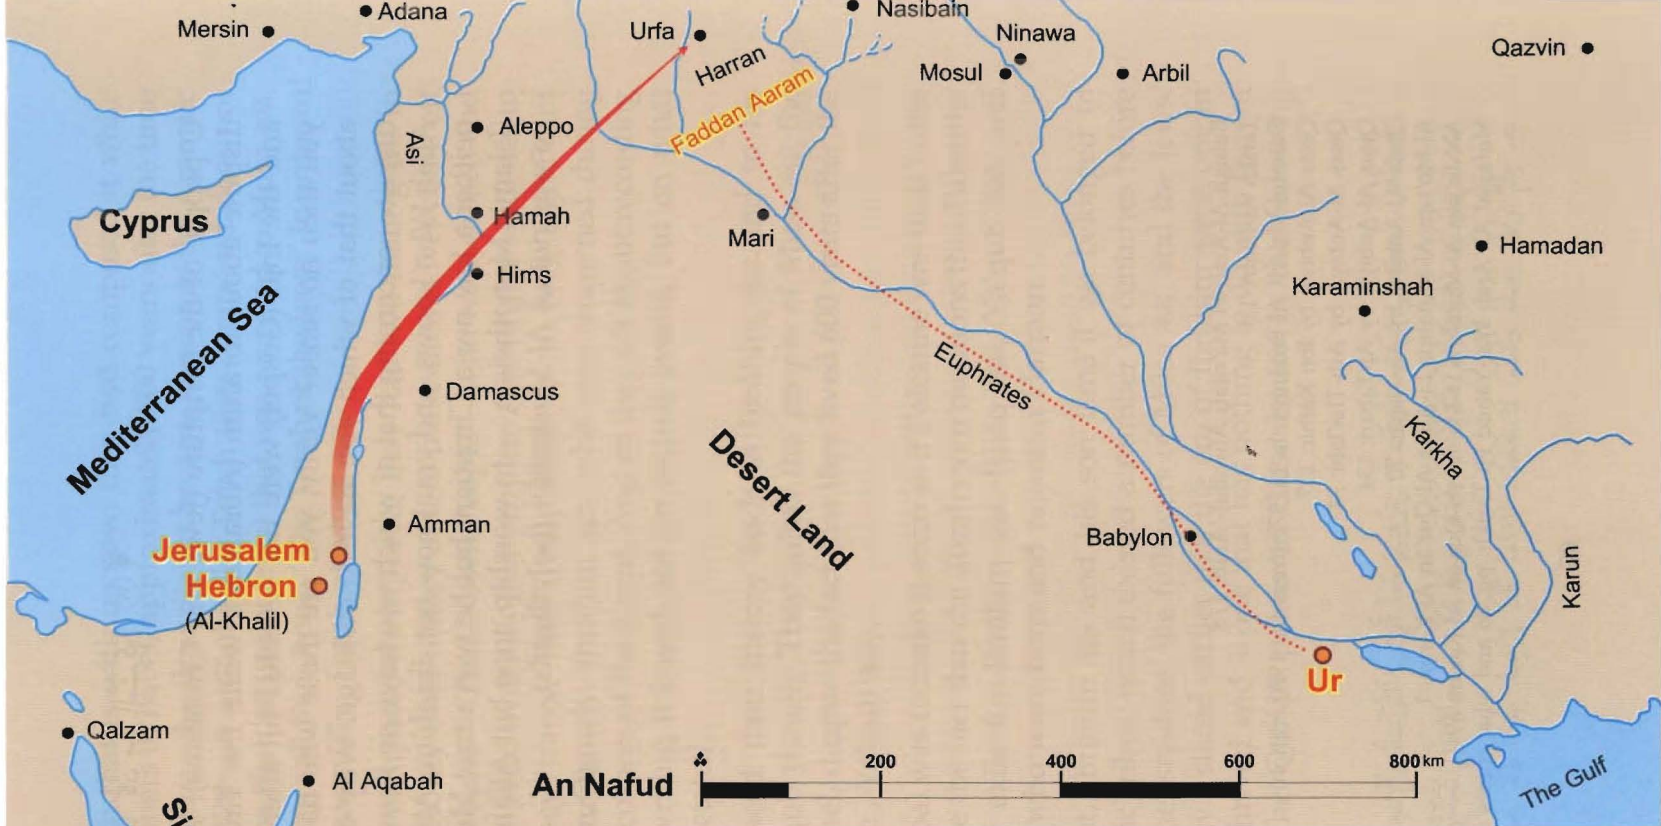 Adana
Nasibain
Mersin
Urfa
Ninawa
Qazvin
Harran
Mosul
Arbil
Faddan Aaram
Aleppo
Asi
Cyprus
Hamah
Mari
Hamadan
Hims
Karaminshah
Mediterranean Sea
Euphrates
Damascus
Karkha
Desert Land
Amman
Babylon
Jerusalem
Hebron
(Al-Khalil)
Karun
Ur
Qalzam
Al Aqabah
An Nafud
200
400
600
800 km
The Gulf
Si